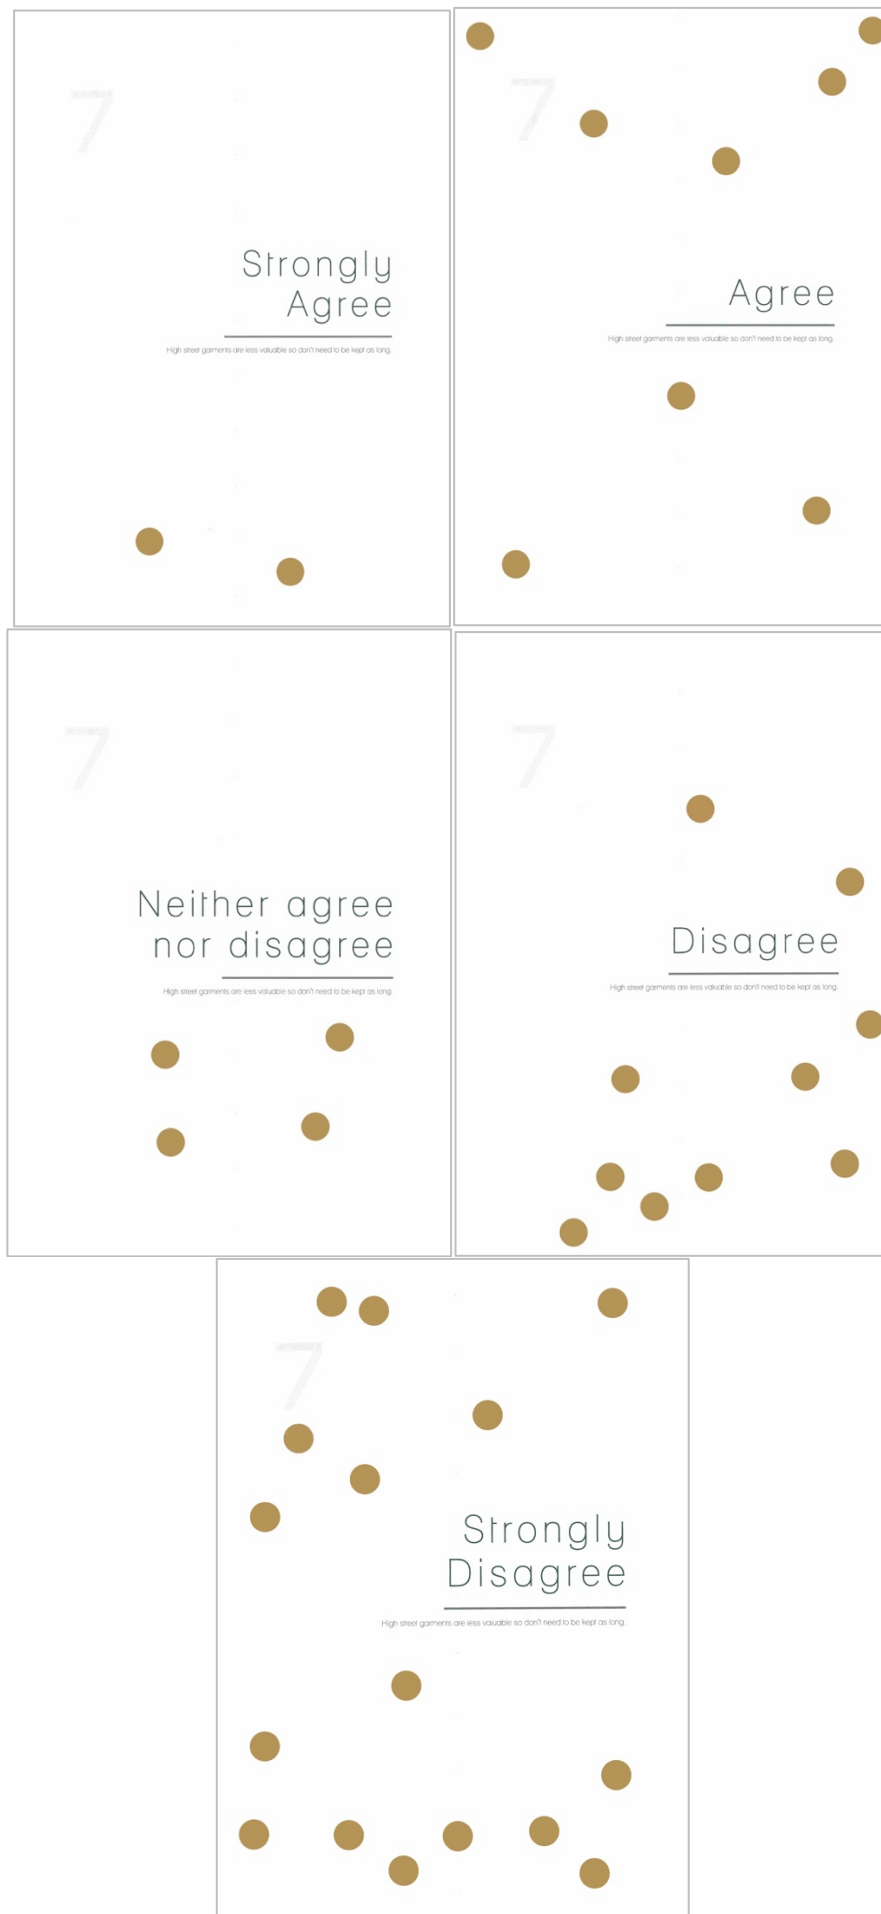 7
Strongly
Agree
High street garments are less valuable so don't need to be kept as long.
7
Agree
High street garments are less valuable so don't need to be kept as long.
7
Neither agree
nor disagree
High street garments are less valuable so don't need to be kept as long.
7
Disagree
High street garments are less valuable so don't need to be kept as long.
7
Strongly
Disagree
High street garments are less valuable so don't need to be kept as long.